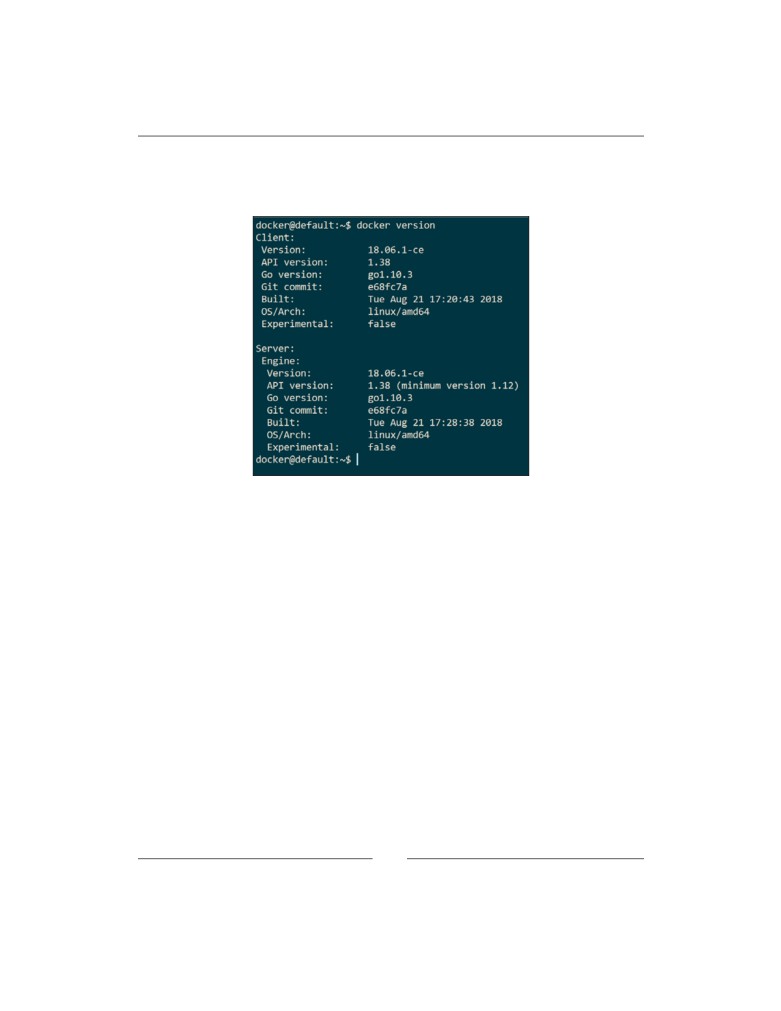 docker@default:~$ docker version
Client:
 Version:           18.06.1-ce
 API version:       1.38
 Go version:        go1.10.3
 Git commit:        e68fc7a
 Built:             Tue Aug 21 17:20:43 2018
 OS/Arch:           linux/amd64
 Experimental:      false

Server:
 Engine:
  Version:          18.06.1-ce
  API version:      1.38 (minimum version 1.12)
  Go version:       go1.10.3
  Git commit:       e68fc7a
  Built:            Tue Aug 21 17:28:38 2018
  OS/Arch:          linux/amd64
  Experimental:     false
docker@default:~$